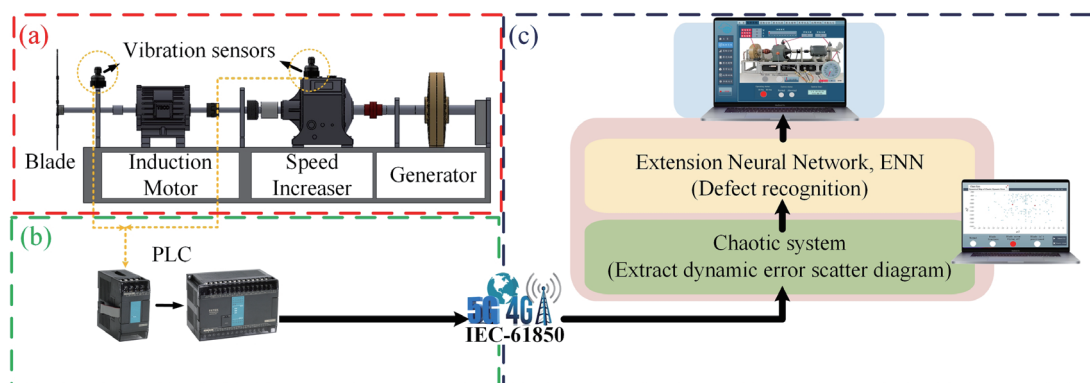 (a)
Vibration sensors
Blade
Induction
Motor
Speed
Increaser
Generator
(b)
PLC
5G 4G
IEC-61850
(c)
Extension Neural Network, ENN
(Defect recognition)
Chaotic system
(Extract dynamic error scatter diagram)